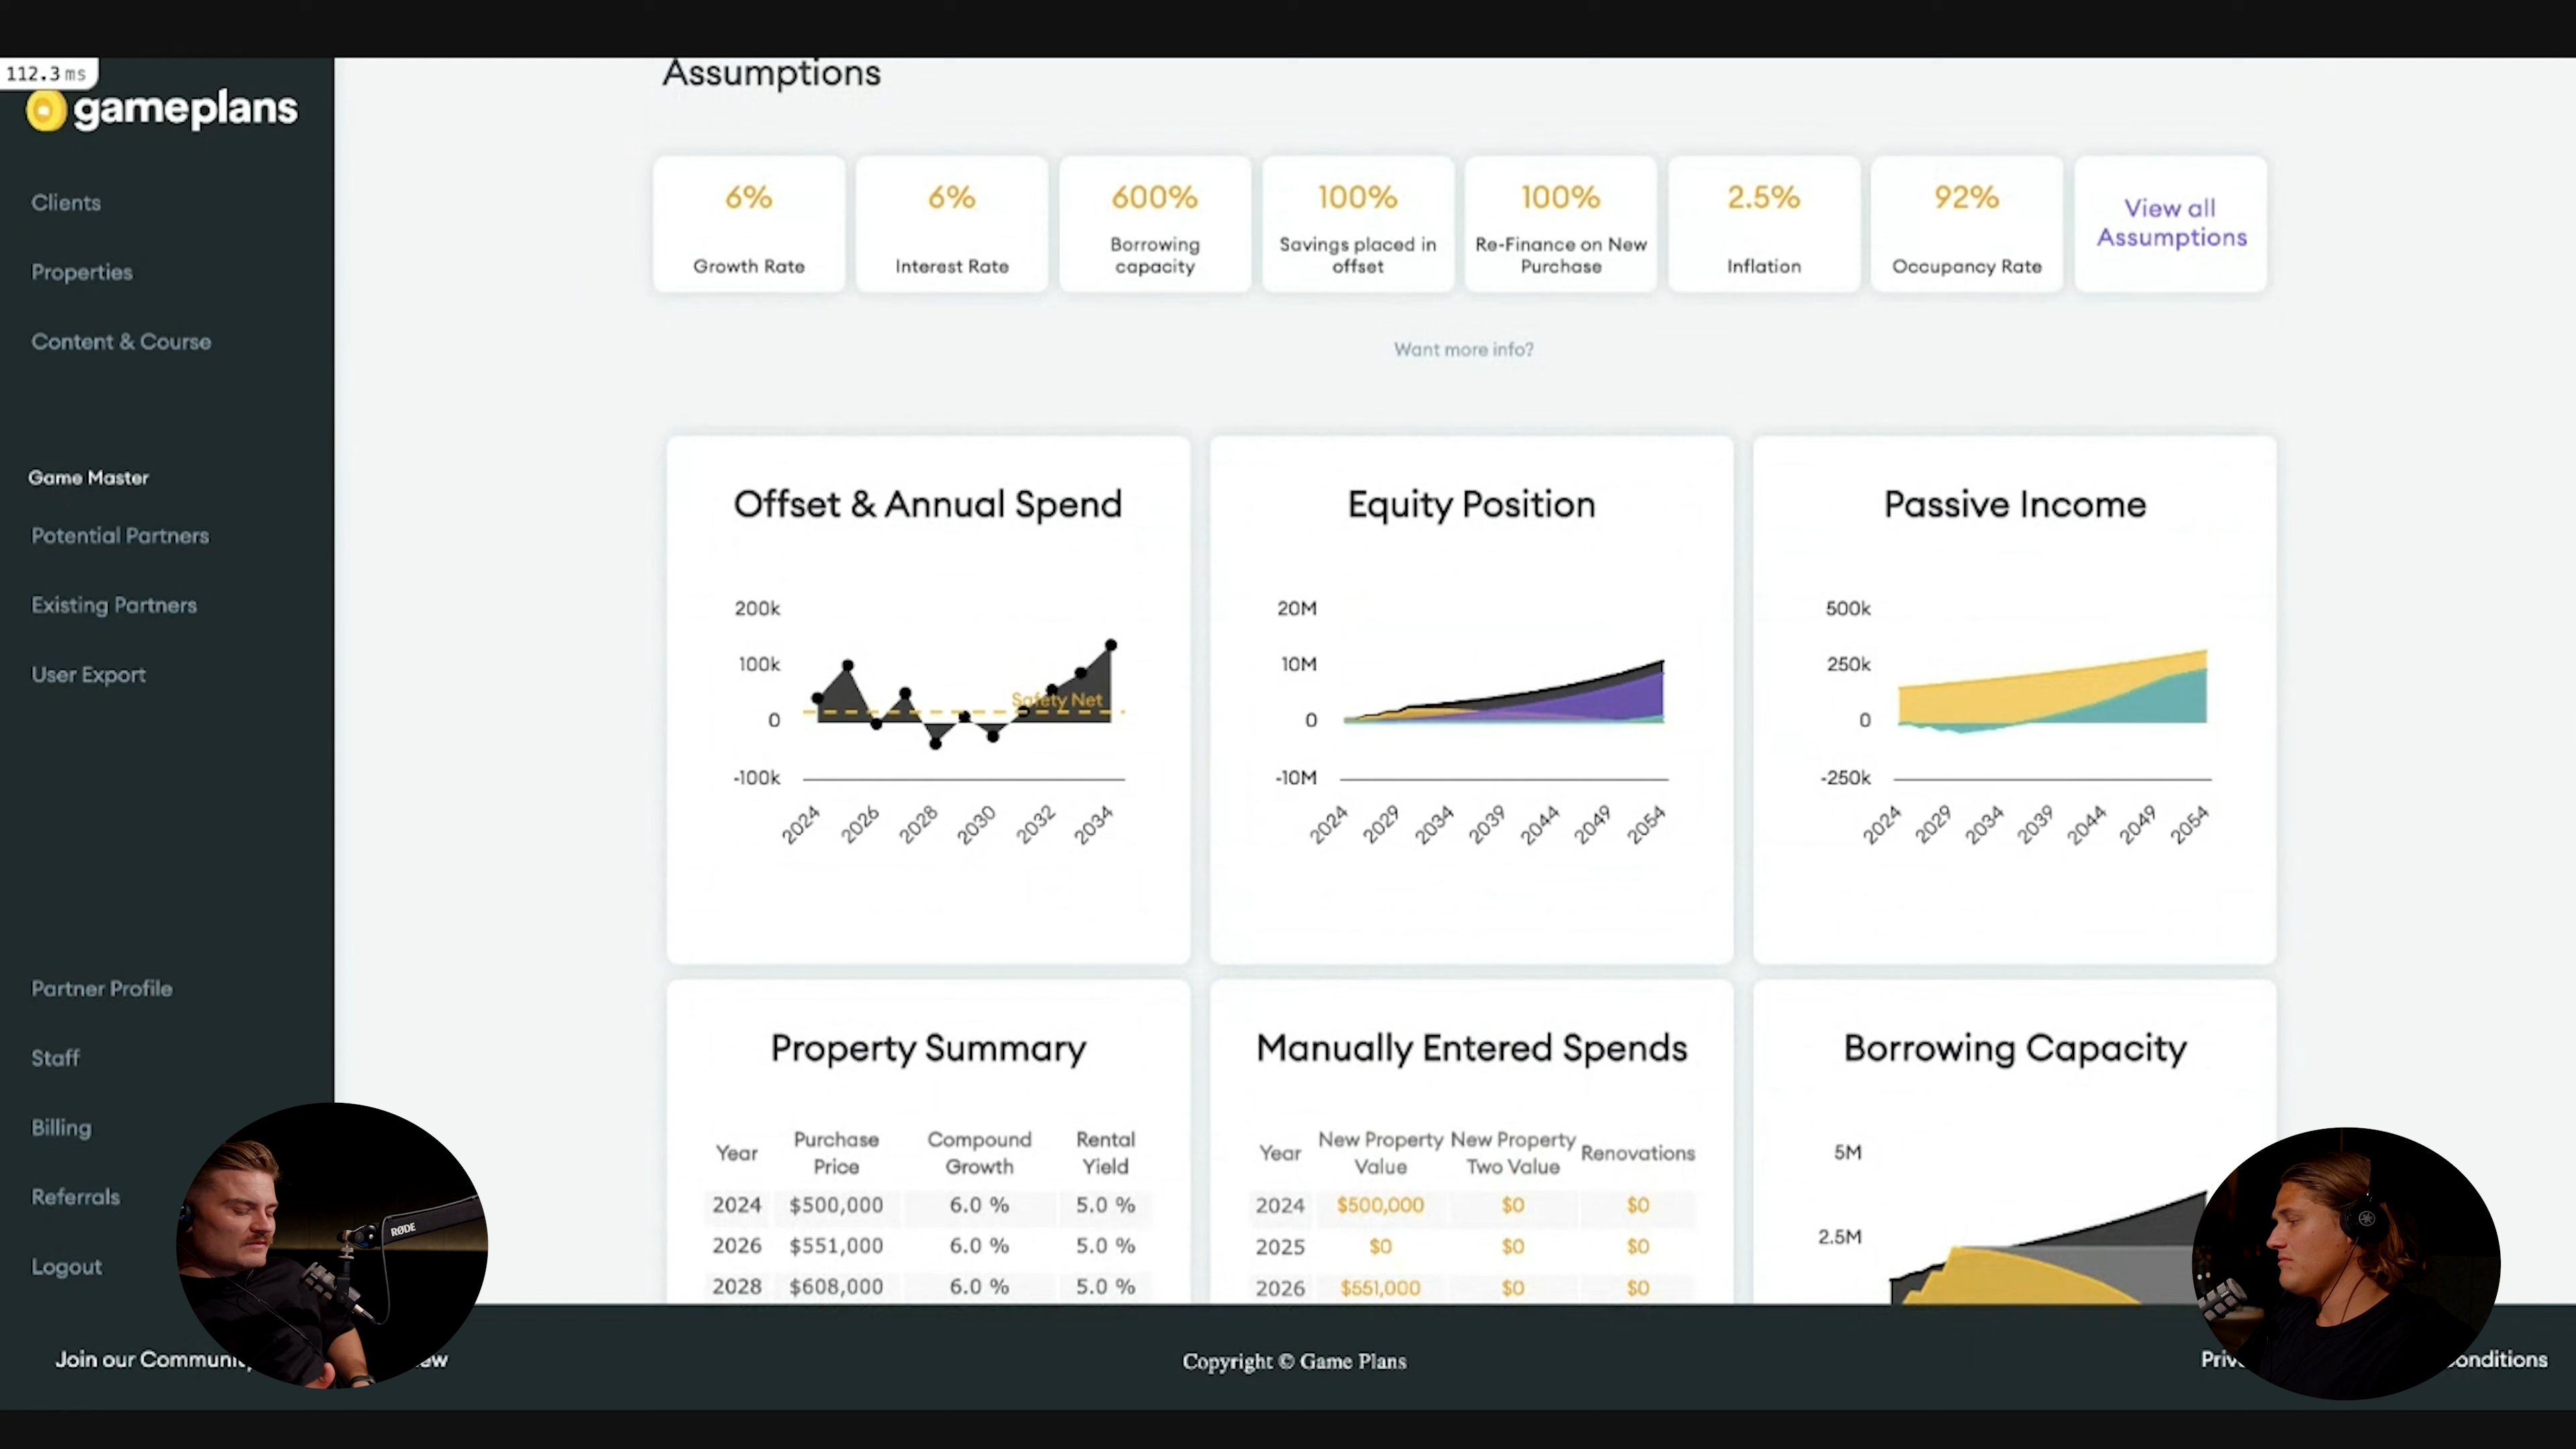 112.3 ms
gameplans
Clients
Properties
Content & Course
Game Master
Potential Partners
Existing Partners
User Export
Partner Profile
Staff
Billing
Referrals
Logout
Assumptions
6%
Growth Rate
6%
Interest Rate
600%
Borrowing
capacity
100%
Savings placed in
offset
100%
Re-Finance on New
Purchase
2.5%
Inflation
92%
Occupancy Rate
View all
Assumptions
Want more info?
Offset & Annual Spend
200k
100k
0
-100k
Safety Net
2024 2026 2028 2030 2032 2034
Equity Position
20M
10M
0
-10M
2024 2029 2034 2039 2044 2049 2054
Passive Income
500k
250k
0
-250k
2024 2029 2034 2039 2044 2049 2054
Property Summary
Year Purchase Price Compound Growth Rental Yield
2024 $500,000 6.0 % 5.0 %
2026 $551,000 6.0 % 5.0 %
2028 $608,000 6.0 % 5.0 %
Manually Entered Spends
Year New Property Value New Property Two Value Renovations
2024 $500,000 $0 $0
2025 $0 $0 $0
2026 $551,000 $0 $0
Borrowing Capacity
5M
2.5M
RØDE
Join our Communi
Copyright © Game Plans